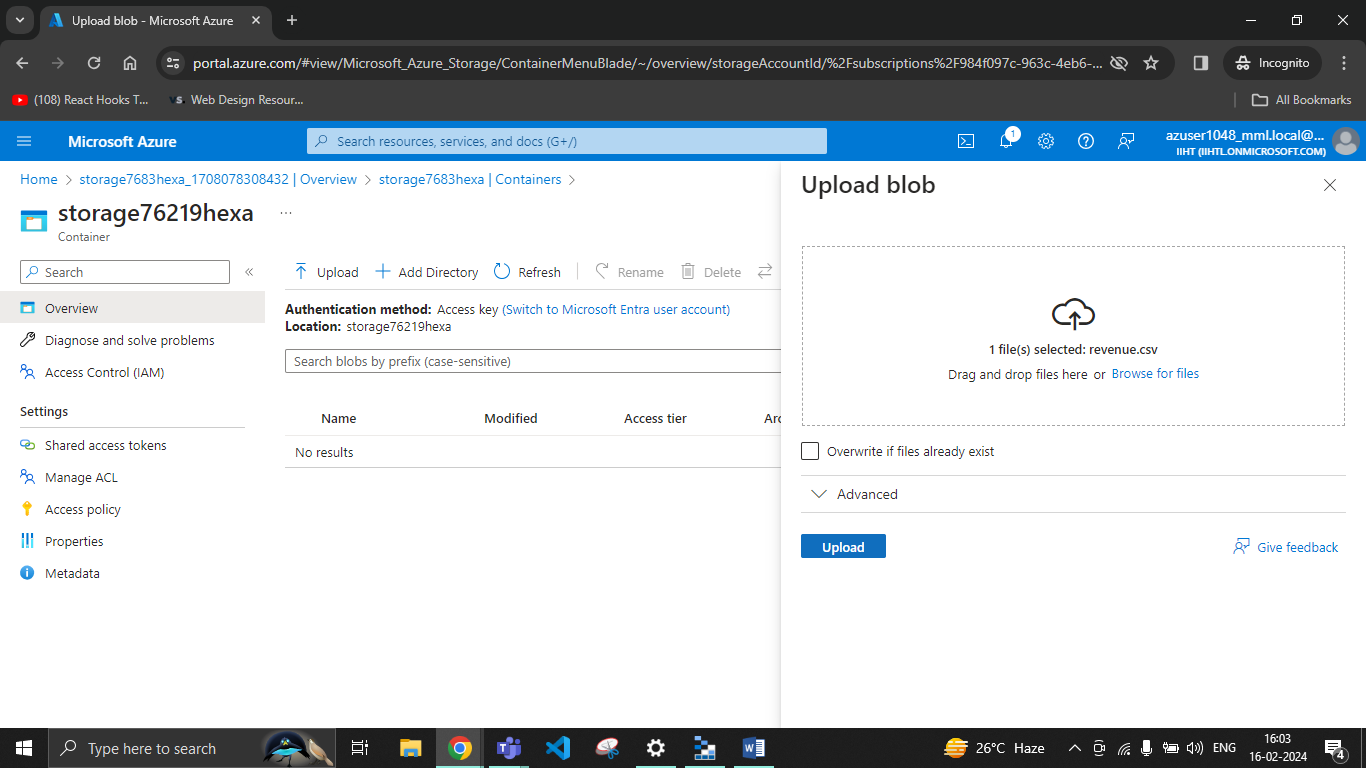 Upload blob - Microsoft Azure
portal.azure.com/#view/Microsoft_Azure_Storage/ContainerMenuBlade/~/overview/storageAccountId/%2Fsubscriptions%2F984f097c-963c-4eb6-...
Incognito
(108) React Hooks T...
VS.
Web Design Resour...
All Bookmarks
Microsoft Azure
Search resources, services, and docs (G+/)
1
azuser1048_mml.local@...
IIHT (IIHTLONMICROSOFT.COM)
Home > storage7683hexa_1708078308432 | Overview > storage7683hexa | Containers >
storage76219hexa ...
Container
Search
«
Overview
Diagnose and solve problems
Access Control (IAM)
Settings
Shared access tokens
Manage ACL
Access policy
Properties
Metadata
Upload
Add Directory
Refresh
Rename
Delete
Authentication method: Access key (Switch to Microsoft Entra user account)
Location: storage76219hexa
Search blobs by prefix (case-sensitive)
Name Modified Access tier Arc
No results
Upload blob
1 file(s) selected: revenue.csv
Drag and drop files here or Browse for files
Overwrite if files already exist
Advanced
Upload
Give feedback
Type here to search
26°C Haze
ENG
16:03
16-02-2024
4